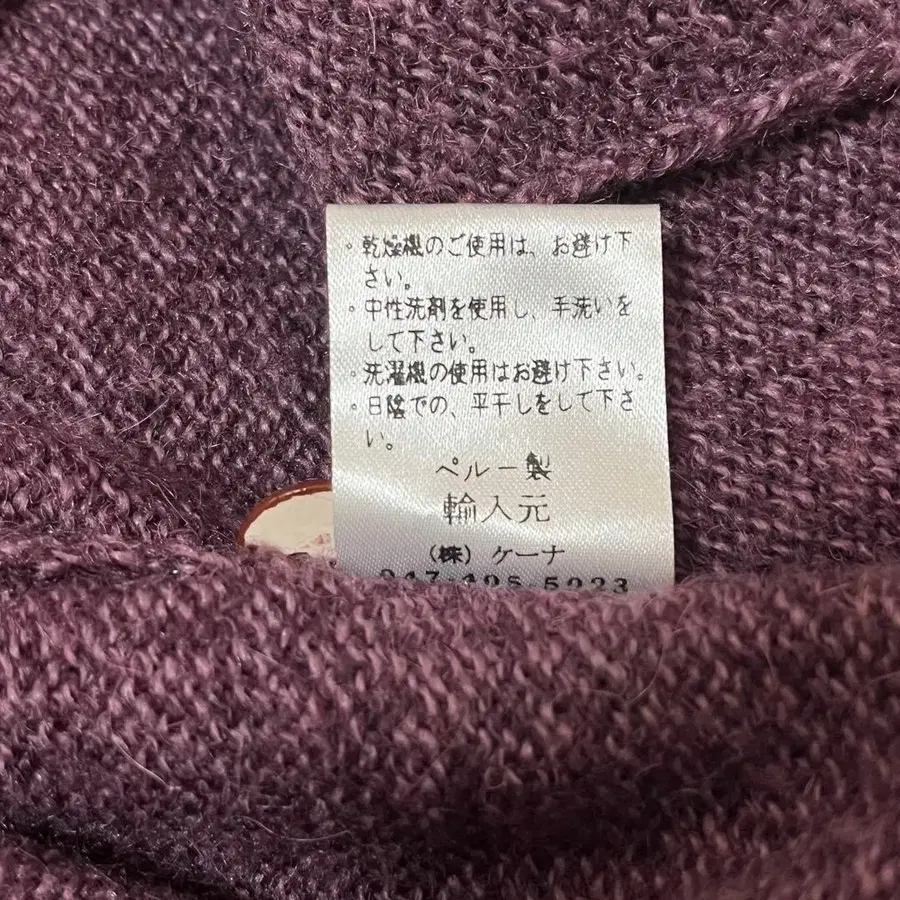 ・乾燥機のご使用は、お避け下
さい。
・中性洗剤を使用し、手洗いを
して下さい。
・洗濯機の使用はお避け下さい。
・日陰での、平干しをして下さ
い。
ペルー製
輸入元
(株) ケーナ
047-495-5923